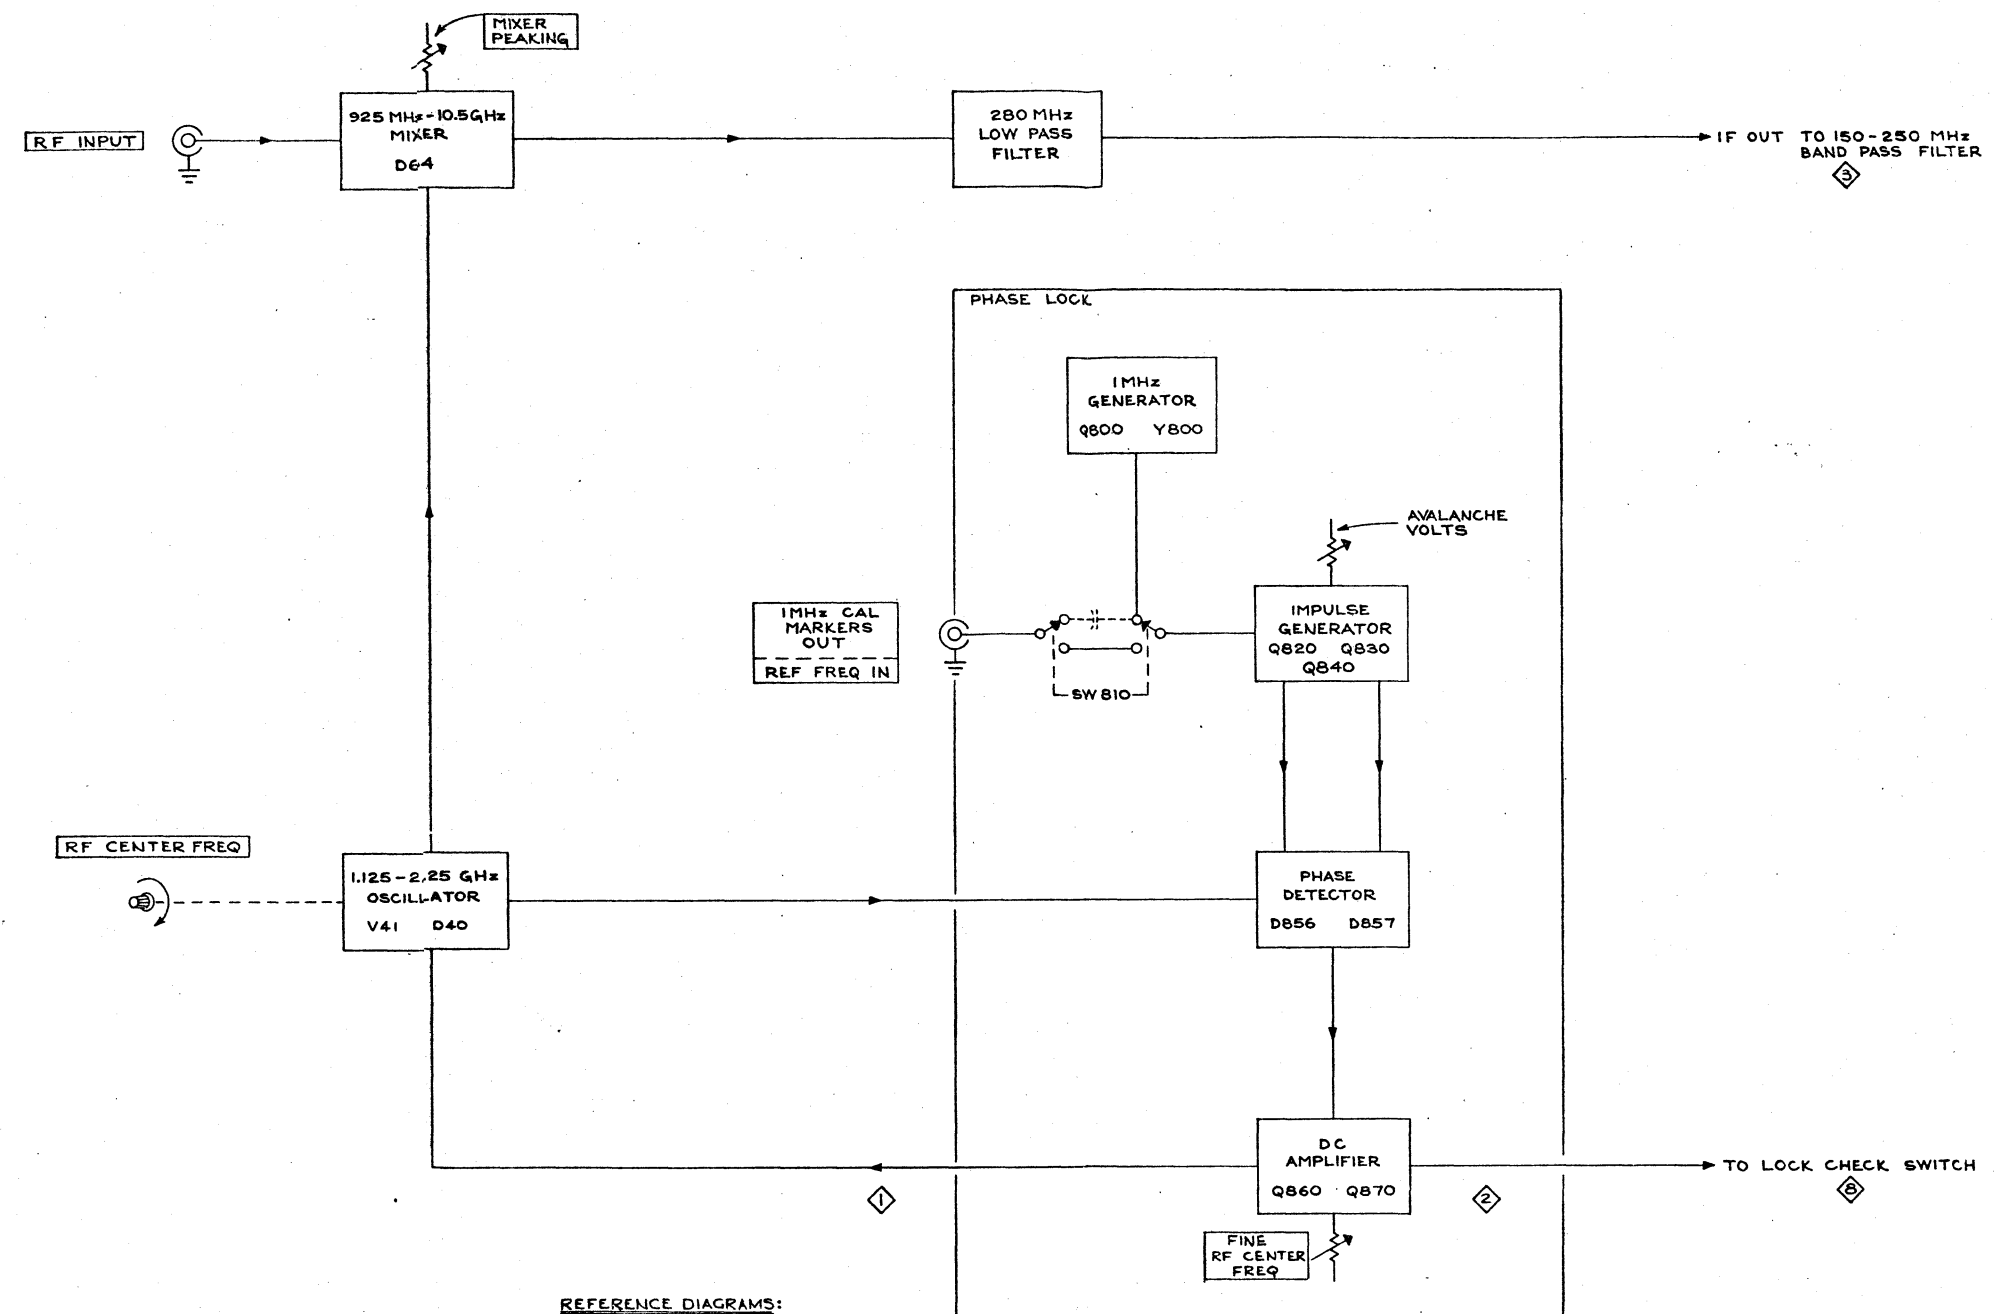 MIXER
PEAKING
925 MHz-10.5GHz
MIXER
D64
RF INPUT
280 MHz
LOW PASS
FILTER
IF OUT TO 150-250 MHz
BAND PASS FILTER
3
PHASE LOCK
1MHz
GENERATOR
Q800 Y800
AVALANCHE
VOLTS
1MHz CAL
MARKERS
OUT
REF FREQ IN
SW 810
IMPULSE
GENERATOR
Q820 Q830
Q840
RF CENTER FREQ
1.125-2.25 GHz
OSCILLATOR
V41 D40
PHASE
DETECTOR
D856 D857
DC
AMPLIFIER
Q860 Q870
1
2
TO LOCK CHECK SWITCH
8
FINE
RF CENTER
FREQ
REFERENCE DIAGRAMS: